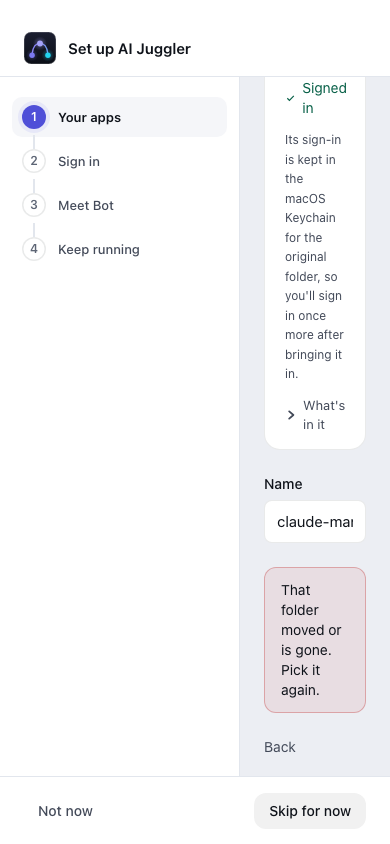 Set up AI Juggler
1 Your apps
2 Sign in
3 Meet Bot
4 Keep running
Signed
in
Its sign-in
is kept in
the
macOS
Keychain
for the
original
folder, so
you'll sign
in once
more after
bringing it
in.
What's
in it
Name
claude-mar
That
folder
moved or
is gone.
Pick it
again.
Back
Not now
Skip for now